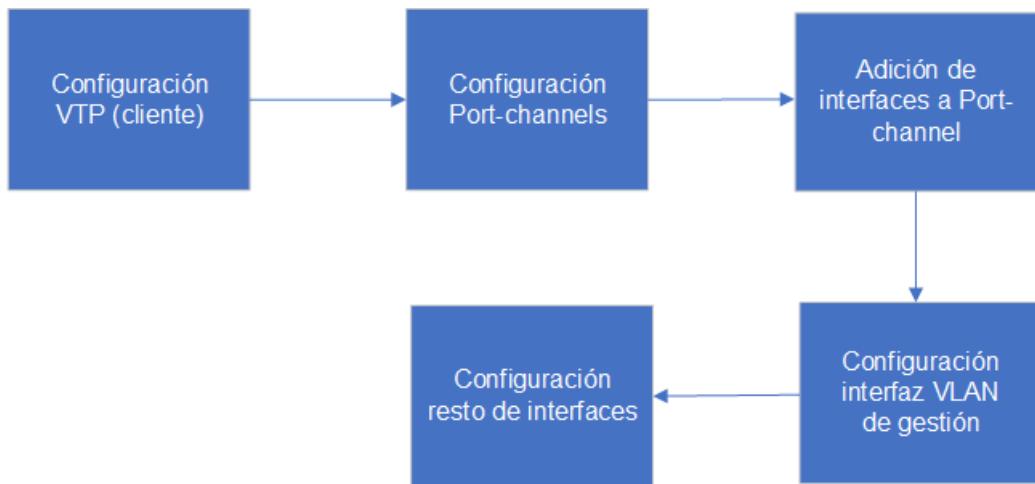 Configuración
VTP (cliente)
Configuración
Port-channels
Adición de
interfaces a Port-
channel
Configuración
interfaz VLAN
de gestión
Configuración
resto de interfaces